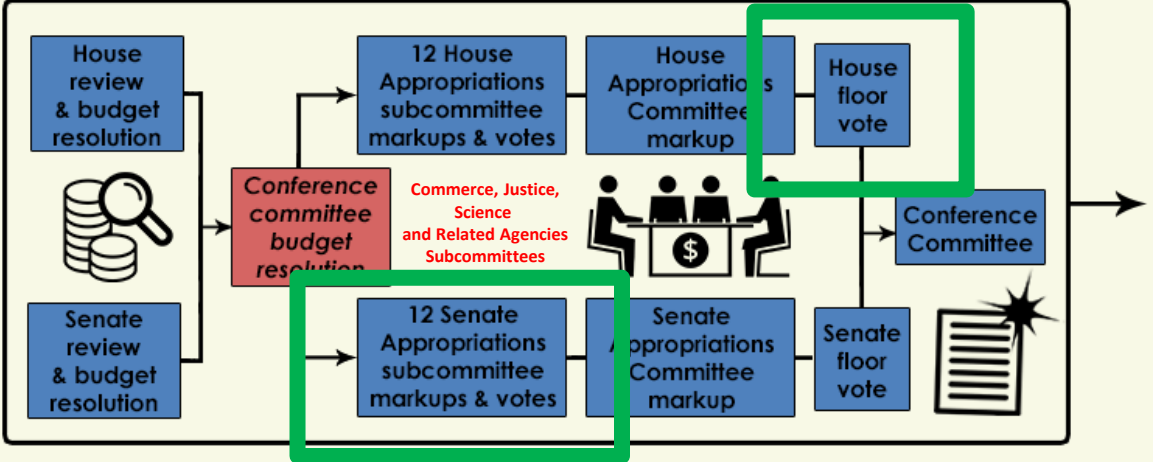 House
review
& budget
resolution
12 House
Appropriations
subcommittee
markups & votes
House
Appropriations
Committee
markup
House
floor
vote
Conference
committee
budget
resolution
Commerce, Justice,
Science
and Related Agencies
Subcommittees
$
Conference
Committee
Senate
review
& budget
resolution
12 Senate
Appropriations
subcommittee
markups & votes
Senate
Appropriations
Committee
markup
Senate
floor
vote